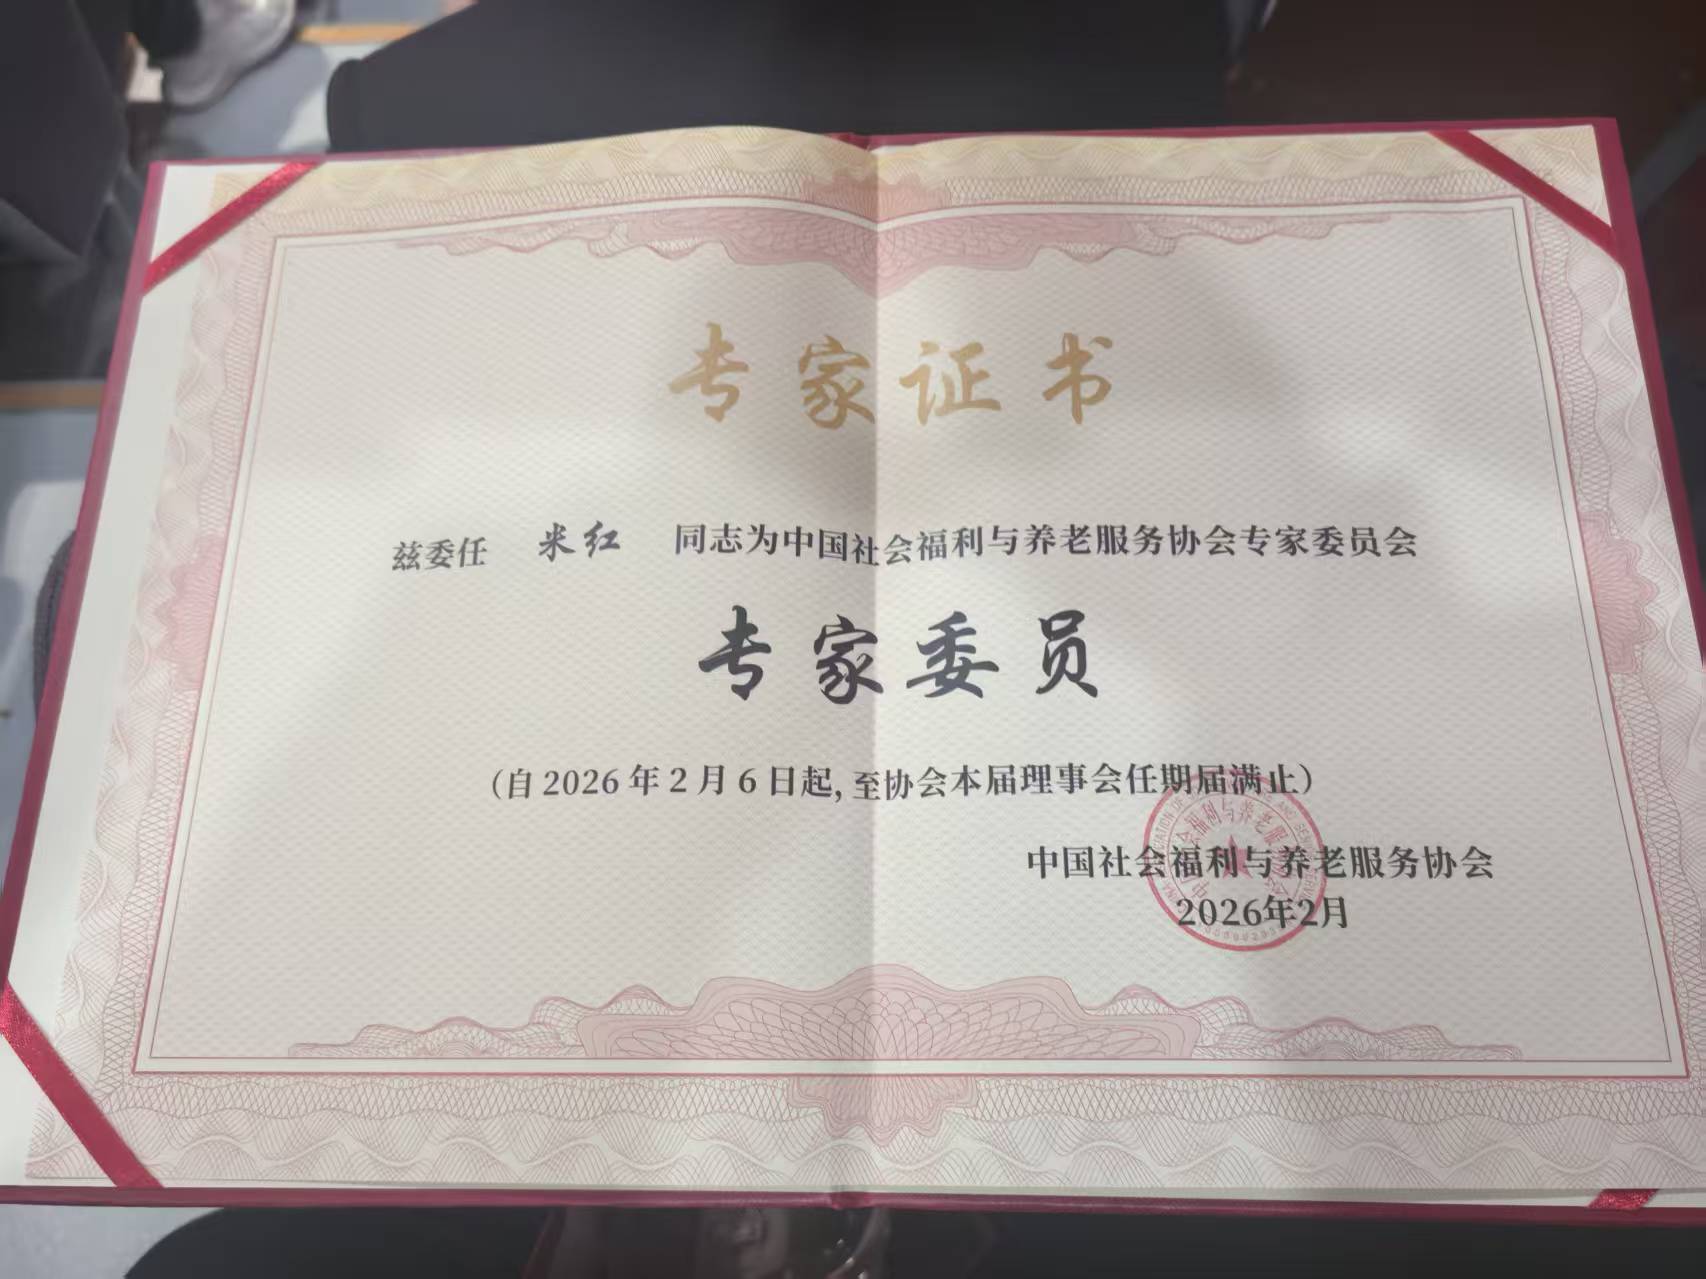 专家证书
兹委任 米红 同志为中国社会福利与养老服务协会专家委员会
专家委员
（自2026年2月6日起，至协会本届理事会任期届满止）
中国社会福利与养老服务协会
2026年2月